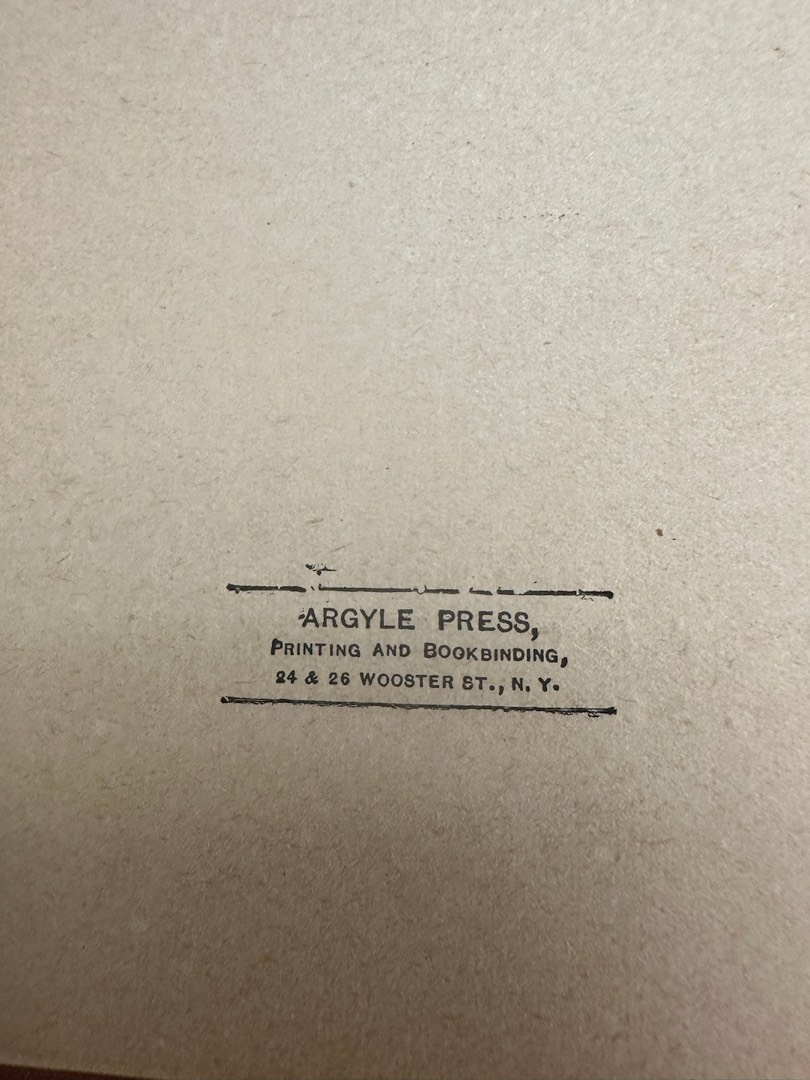 ARGYLE PRESS,
PRINTING AND BOOKBINDING,
24 & 26 WOOSTER ST., N. Y.